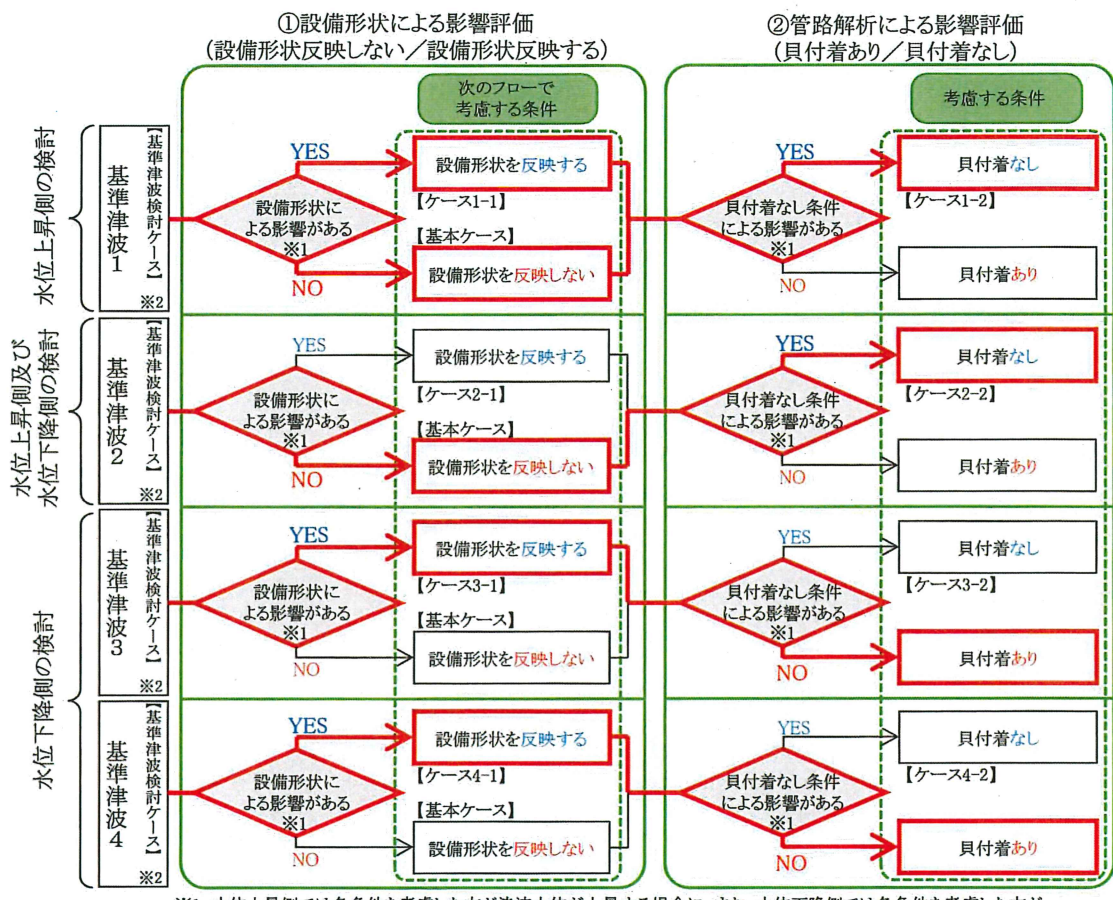 ①設備形状による影響評価
(設備形状反映しない／設備形状反映する)
②管路解析による影響評価
(貝付着あり／貝付着なし)
次のフローで
考慮する条件
考慮する条件
水位上昇側の検討
【基準津波検討ケース】
基準津波1
※2
設備形状に
よる影響がある
※1
YES
設備形状を反映する
【ケース1-1】
【基本ケース】
NO
設備形状を反映しない
貝付着なし条件
による影響がある
※1
YES
貝付着なし
【ケース1-2】
NO
貝付着あり
水位上昇側及び
水位下降側の検討
【基準津波検討ケース】
基準津波2
※2
設備形状に
よる影響がある
※1
YES
設備形状を反映する
【ケース2-1】
【基本ケース】
NO
設備形状を反映しない
貝付着なし条件
による影響がある
※1
YES
貝付着なし
【ケース2-2】
NO
貝付着あり
水位下降側の検討
【基準津波検討ケース】
基準津波3
※2
設備形状に
よる影響がある
※1
YES
設備形状を反映する
【ケース3-1】
【基本ケース】
NO
設備形状を反映しない
貝付着なし条件
による影響がある
※1
YES
貝付着なし
【ケース3-2】
NO
貝付着あり
【基準津波検討ケース】
基準津波4
※2
設備形状に
よる影響がある
※1
YES
設備形状を反映する
【ケース4-1】
【基本ケース】
NO
設備形状を反映しない
貝付着なし条件
による影響がある
※1
YES
貝付着なし
【ケース4-2】
NO
貝付着あり